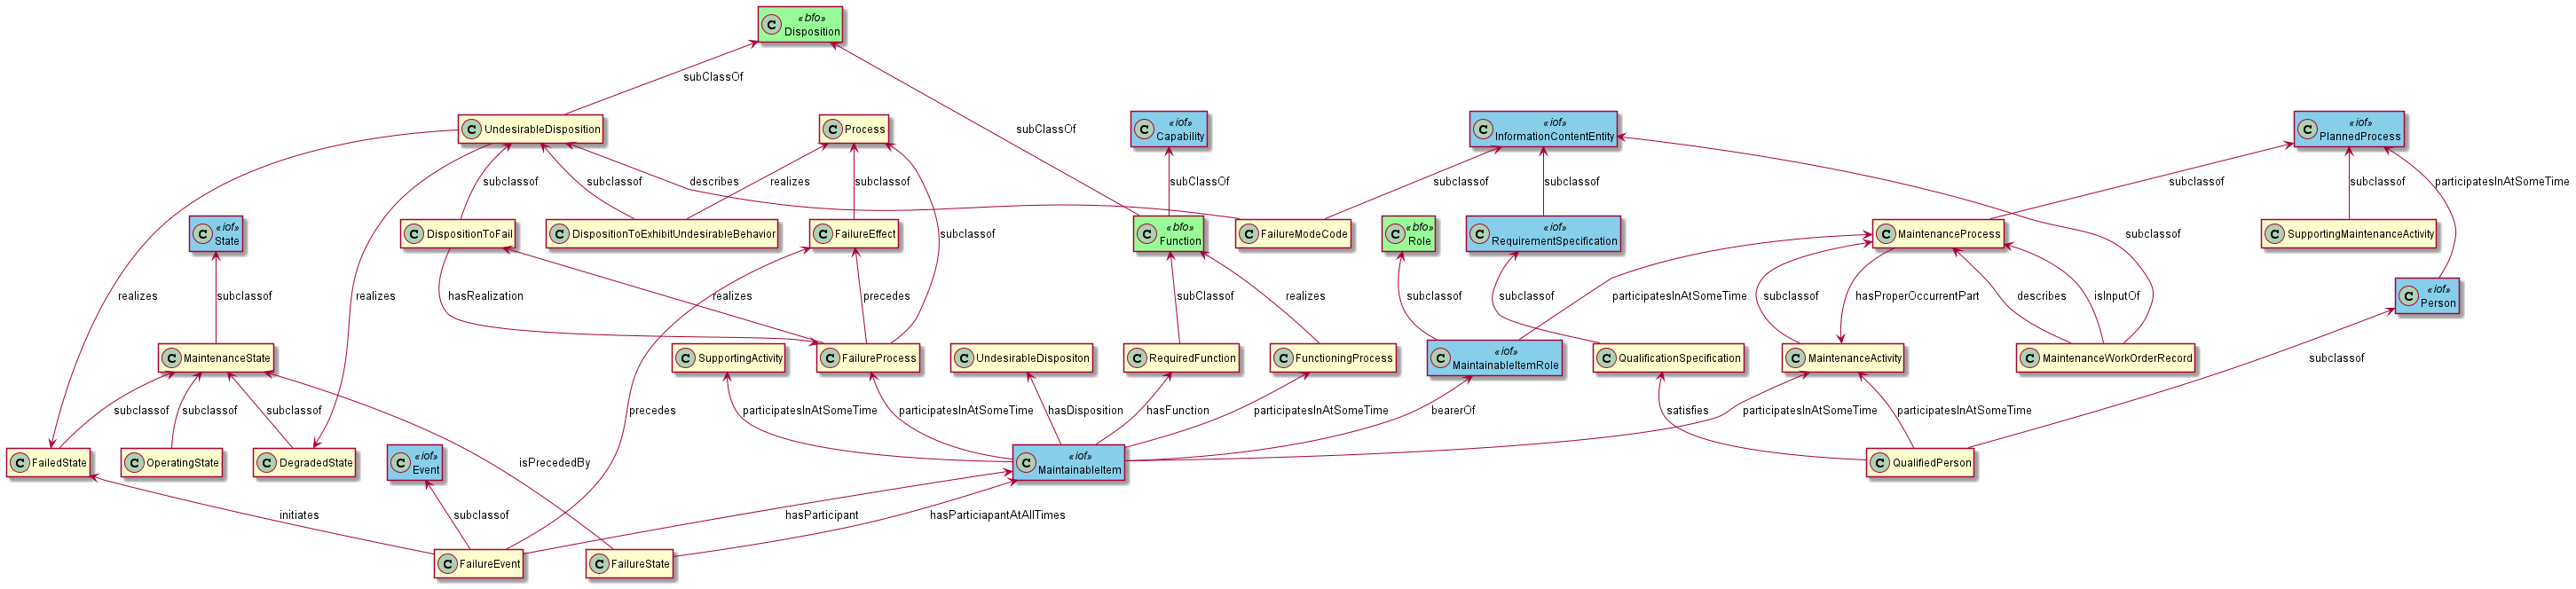 C «bfo»
Disposition
subClassOf
C UndesirableDisposition
C Process
subClassOf
C «iof»
Capability
C «iof»
InformationContentEntity
C «iof»
PlannedProcess
subclassof
subclassof
describes
realizes
subclassof
subClassOf
subclassof
subclassof
subclassof
subclassof
participatesInAtSomeTime
C «iof»
State
C DispositionToFail
C DispositionToExhibitUndesirableBehavior
C FailureEffect
subclassof
C «bfo»
Function
C FailureModeCode
C «bfo»
Role
C «iof»
RequirementSpecification
C MaintenanceProcess
subclassof
C SupportingMaintenanceActivity
realizes
subclassof
realizes
hasRealization
realizes
precedes
subClassof
realizes
subclassof
subclassof
participatesInAtSomeTime
subclassof
hasProperOccurrentPart
describes
isInputOf
C «iof»
Person
C MaintenanceState
C SupportingActivity
C FailureProcess
C UndesirableDispositon
C RequiredFunction
C FunctioningProcess
C «iof»
MaintainableItemRole
C QualificationSpecification
C MaintenanceActivity
C MaintenanceWorkOrderRecord
subclassof
subclassof
subclassof
subclassof
precedes
participatesInAtSomeTime
participatesInAtSomeTime
hasDisposition
hasFunction
participatesInAtSomeTime
bearerOf
satisfies
participatesInAtSomeTime
participatesInAtSomeTime
C FailedState
C OperatingState
C DegradedState
C «iof»
Event
isPrecededBy
C «iof»
MaintainableItem
C QualifiedPerson
initiates
subclassof
hasParticipant
hasParticiapantAtAllTimes
C FailureEvent
C FailureState